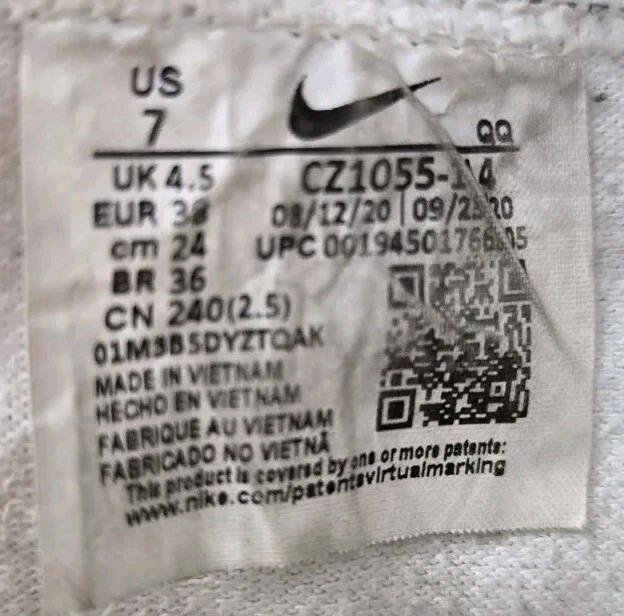 US
7
QQ
UK 4.5
EUR 38
cm 24
BR 36
CN 240(2.5)
01M3B5DYZTQAK
08/12/20
MADE IN VIETNAM
HECHO EN VIETNAM
FABRIQUE AU VIETNAM
FABRICADO NO VIETNÃ
This product is covered by one or more patents:
www.nike.com/patentsvirtualmarking